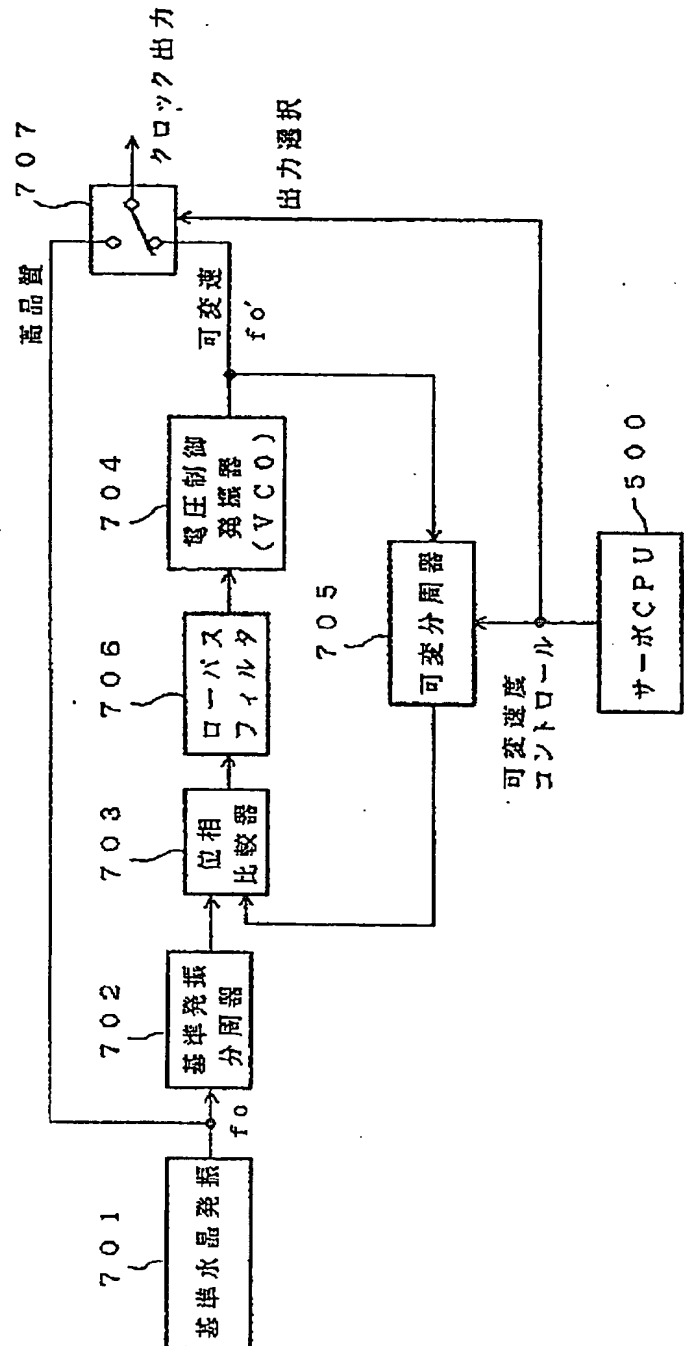 707
クロック出力
高品質
出力選択
可変速
fo′
704
電圧制御
発振器
(VCO)
706
ローパス
フィルタ
705
可変分周器
500
サーボCPU
可変速度
コントロール
703
位相
比較器
702
基準発振
分周器
fo
701
基準水晶発振